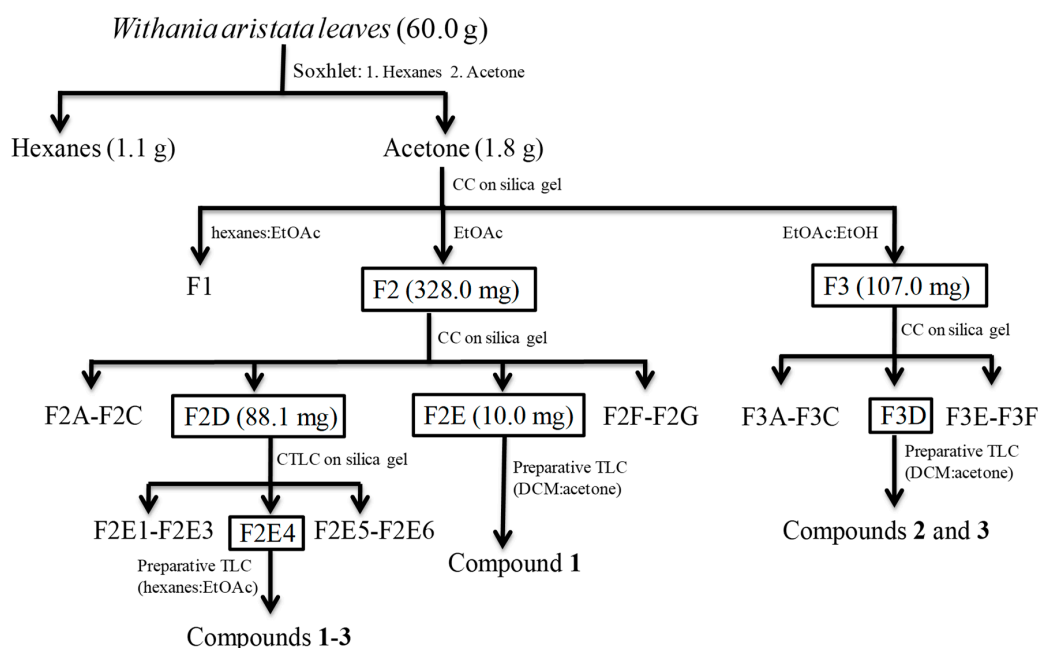 Withania aristata leaves (60.0 g)
Soxhlet: 1. Hexanes 2. Acetone
Hexanes (1.1 g)
Acetone (1.8 g)
CC on silica gel
hexanes:EtOAc
EtOAc
EtOAc:EtOH
F1
F2 (328.0 mg)
F3 (107.0 mg)
CC on silica gel
CC on silica gel
F2A-F2C
F2D (88.1 mg)
F2E (10.0 mg)
F2F-F2G
F3A-F3C
F3D
F3E-F3F
CTLC on silica gel
Preparative TLC
(DCM:acetone)
Preparative TLC
(DCM:acetone)
F2E1-F2E3
F2E4
F2E5-F2E6
Compounds 2 and 3
Compound 1
Preparative TLC
(hexanes:EtOAc)
Compounds 1-3